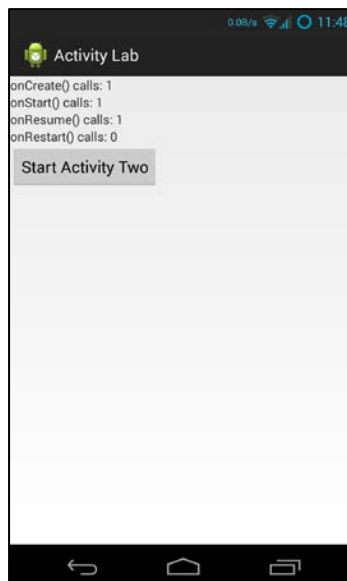 0.0B/s 11:48
Activity Lab
onCreate() calls: 1
onStart() calls: 1
onResume() calls: 1
onRestart() calls: 0
Start Activity Two